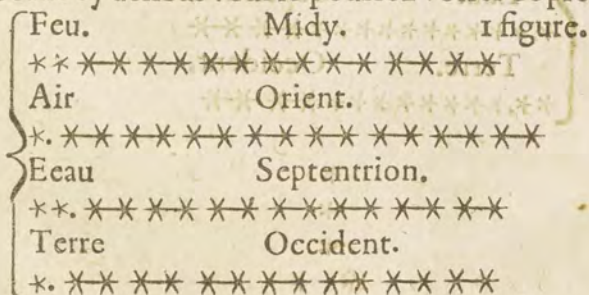 Feu. Midy. 1 figure.
Air Orient.
Eeau Septentrion.
Terre Occident.